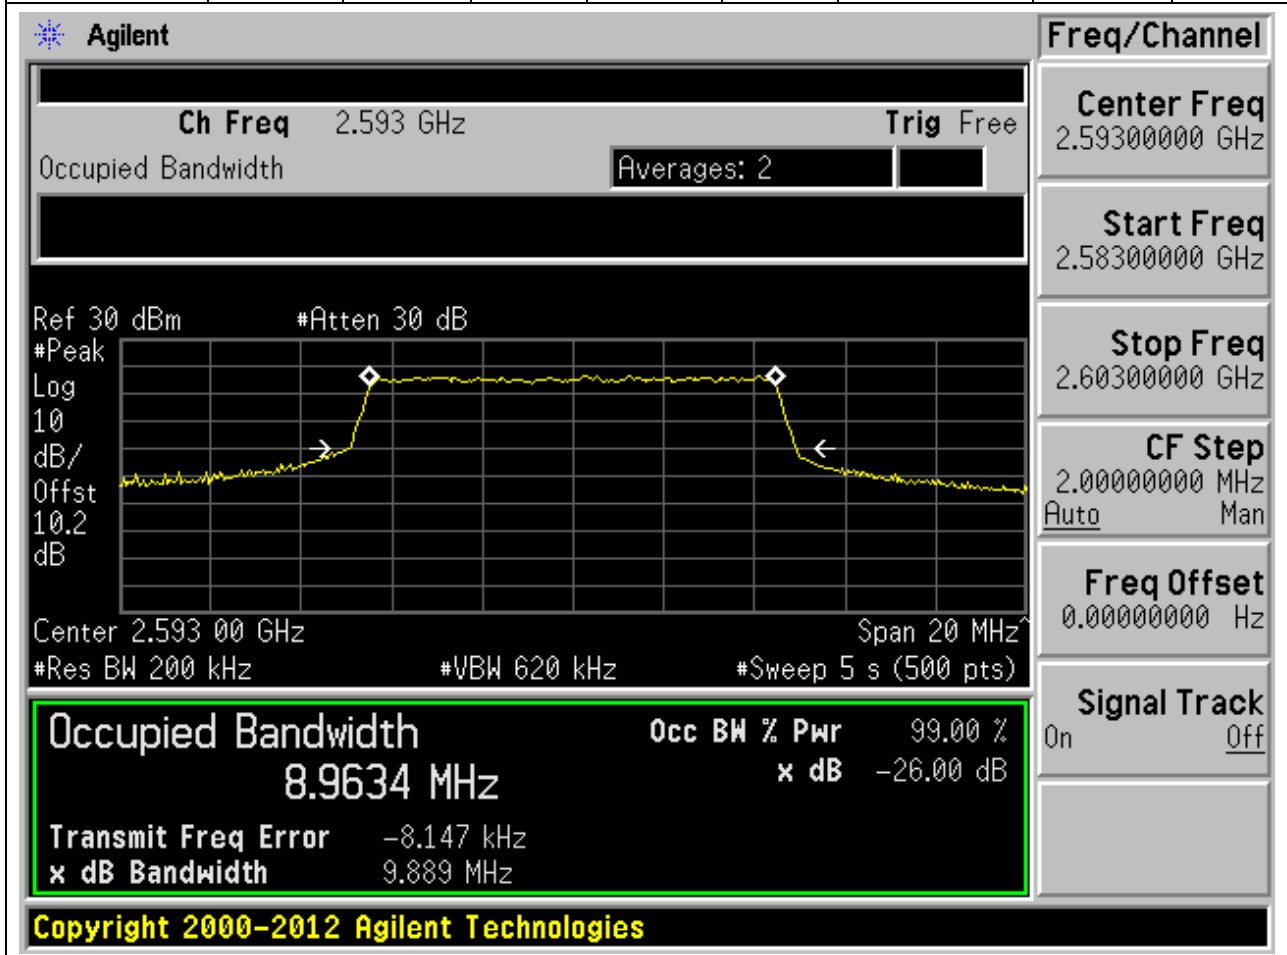 Agilent
Freq/Channel
Ch Freq 2.593 GHz Trig Free
Occupied Bandwidth Averages: 2
Center Freq
2.59300000 GHz
Start Freq
2.58300000 GHz
Stop Freq
2.60300000 GHz
CF Step
2.00000000 MHz
Auto Man
Freq Offset
0.00000000 Hz
Signal Track
On Off
Ref 30 dBm #Atten 30 dB
#Peak
Log
10
dB/
Offst
10.2
dB
Center 2.593 00 GHz Span 20 MHz^
#Res BW 200 kHz #VBW 620 kHz #Sweep 5 s (500 pts)
Occupied Bandwidth Occ BW % Pwr 99.00 %
8.9634 MHz x dB -26.00 dB
Transmit Freq Error -8.147 kHz
x dB Bandwidth 9.889 MHz
Copyright 2000-2012 Agilent Technologies